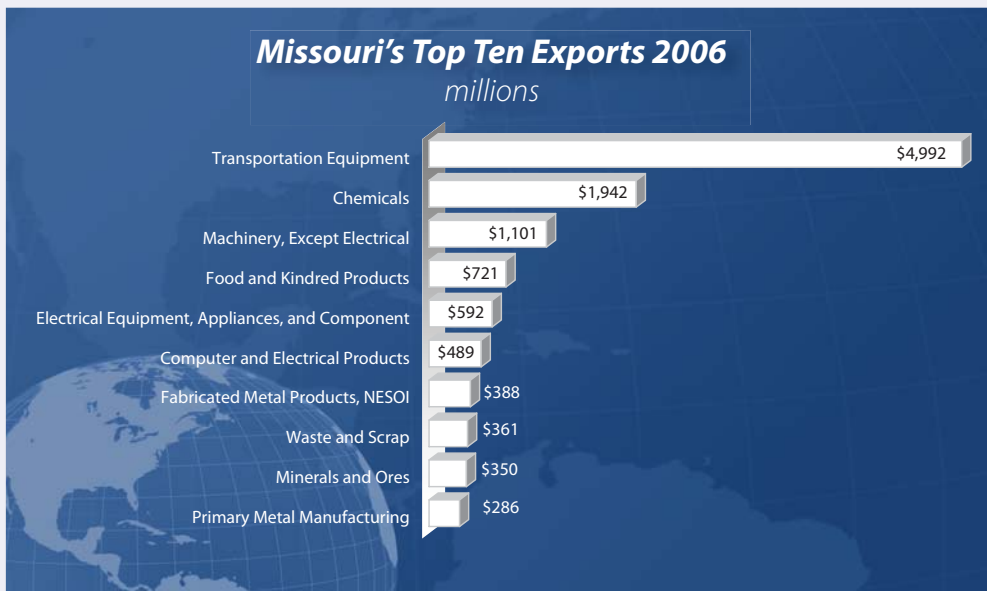 Missouri's Top Ten Exports 2006
millions
Transportation Equipment $4,992
Chemicals $1,942
Machinery, Except Electrical $1,101
Food and Kindred Products $721
Electrical Equipment, Appliances, and Component $592
Computer and Electrical Products $489
Fabricated Metal Products, NESOI $388
Waste and Scrap $361
Minerals and Ores $350
Primary Metal Manufacturing $286